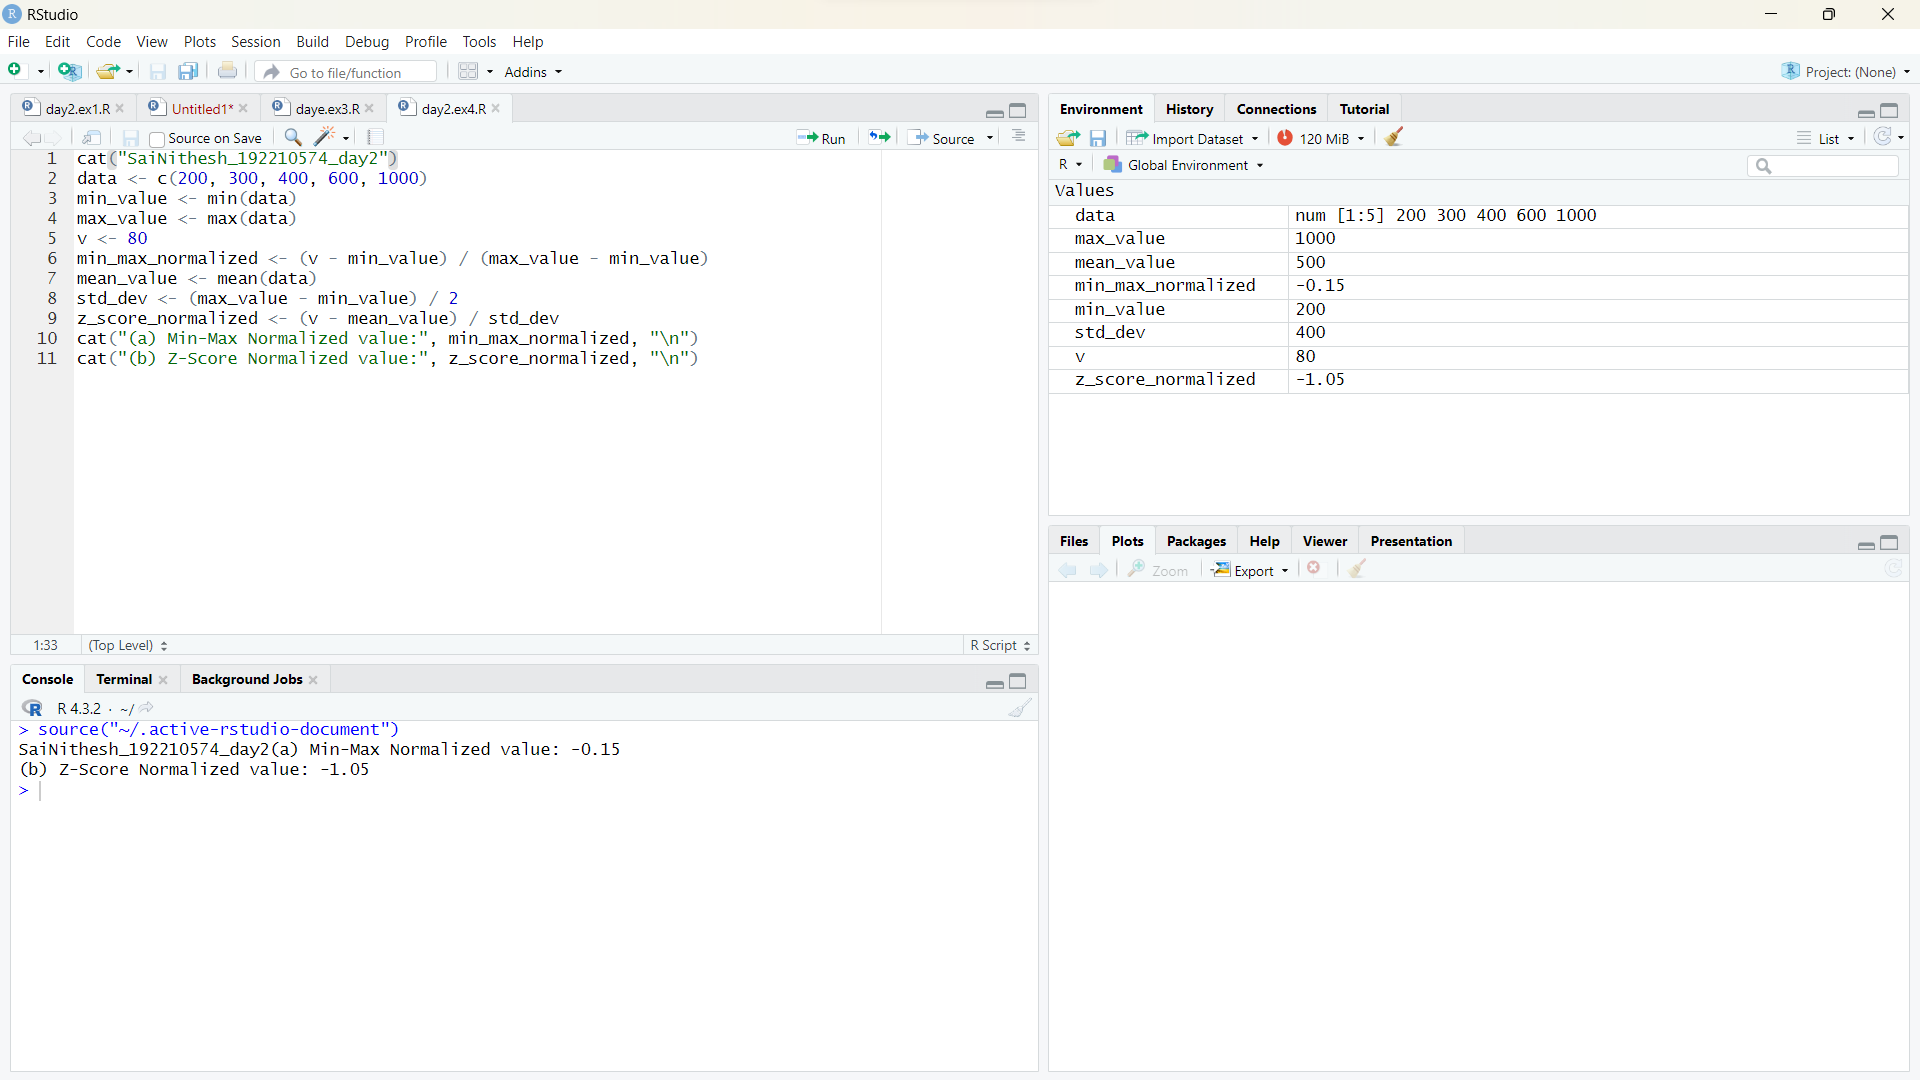 RStudio
File Edit Code View Plots Session Build Debug Profile Tools Help
Go to file/function Addins Project: (None)
day2.ex1.R Untitled1* daye.ex3.R day2.ex4.R
Source on Save Run Source
1 cat("SaiNithesh_192210574_day2")
2 data <- c(200, 300, 400, 600, 1000)
3 min_value <- min(data)
4 max_value <- max(data)
5 v <- 80
6 min_max_normalized <- (v - min_value) / (max_value - min_value)
7 mean_value <- mean(data)
8 std_dev <- (max_value - min_value) / 2
9 z_score_normalized <- (v - mean_value) / std_dev
10 cat("(a) Min-Max Normalized value:", min_max_normalized, "\n")
11 cat("(b) Z-Score Normalized value:", z_score_normalized, "\n")
1:33 (Top Level) R Script
Console Terminal Background Jobs
R 4.3.2 · ~/
> source("~/.active-rstudio-document")
SaiNithesh_192210574_day2(a) Min-Max Normalized value: -0.15
(b) Z-Score Normalized value: -1.05
>
Environment History Connections Tutorial
Import Dataset 120 MiB List
R Global Environment
Values
data num [1:5] 200 300 400 600 1000
max_value 1000
mean_value 500
min_max_normalized -0.15
min_value 200
std_dev 400
v 80
z_score_normalized -1.05
Files Plots Packages Help Viewer Presentation
Zoom Export